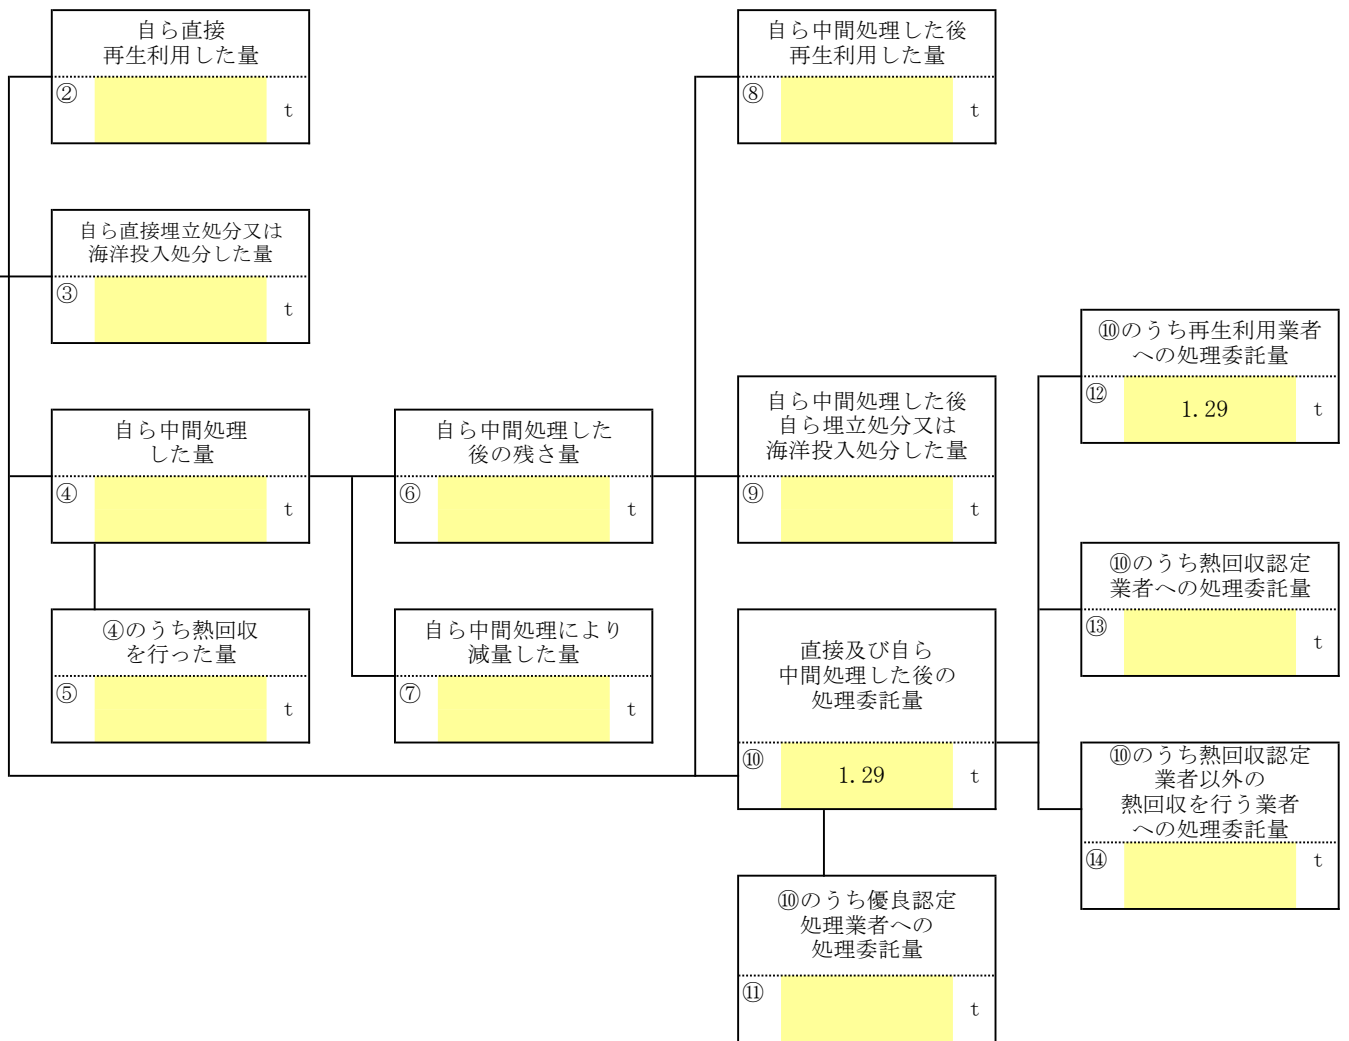 自ら直接
再生利用した量
②
t
自ら中間処理した後
再生利用した量
⑧
t
自ら直接埋立処分又は
海洋投入処分した量
③
t
⑩のうち再生利用業者
への処理委託量
⑫
1.29
t
自ら中間処理
した量
④
t
自ら中間処理した
後の残さ量
⑥
t
自ら中間処理した後
自ら埋立処分又は
海洋投入処分した量
⑨
t
⑩のうち熱回収認定
業者への処理委託量
⑬
t
④のうち熱回収
を行った量
⑤
t
自ら中間処理により
減量した量
⑦
t
直接及び自ら
中間処理した後の
処理委託量
⑩
1.29
t
⑩のうち熱回収認定
業者以外の
熱回収を行う業者
への処理委託量
⑭
t
⑩のうち優良認定
処理業者への
処理委託量
⑪
t